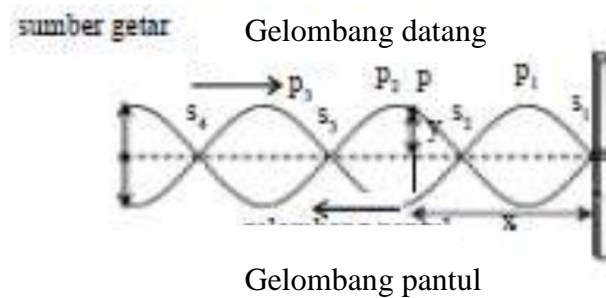 sumber getar
Gelombang datang
p₃ p₂ p p₁
s₄ s₃ y s₂ s₁
x
Gelombang pantul